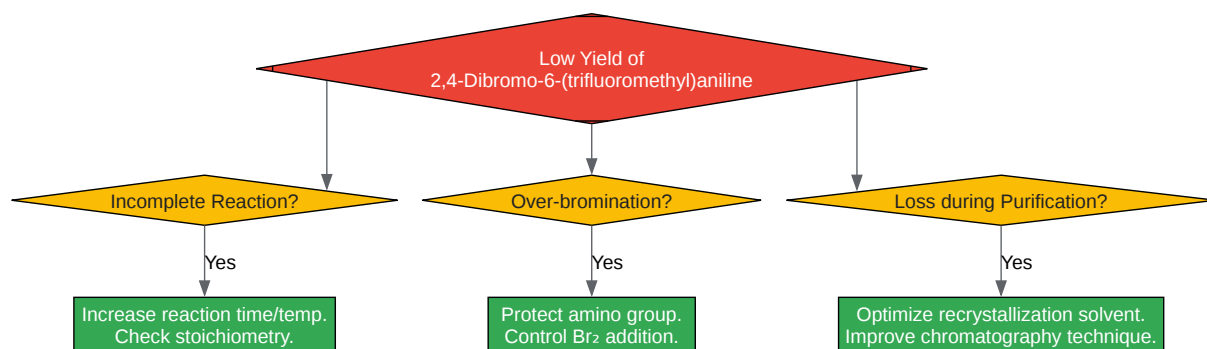 Low Yield of
2,4-Dibromo-6-(trifluoromethyl)aniline
Incomplete Reaction?
Over-bromination?
Loss during Purification?
Yes
Yes
Yes
Increase reaction time/temp.
Check stoichiometry.
Protect amino group.
Control Br₂ addition.
Optimize recrystallization solvent.
Improve chromatography technique.